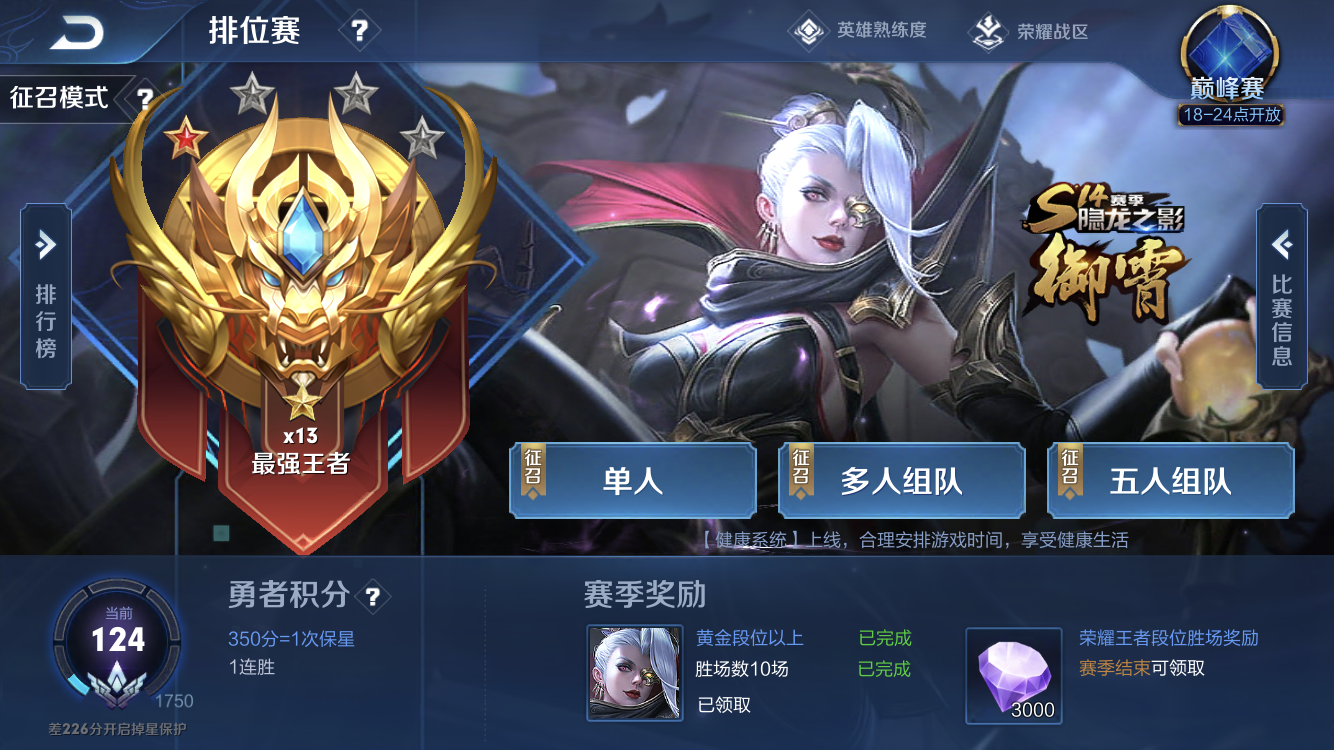 排位赛
?
英雄熟练度
荣耀战区
巅峰赛
18-24点开放
征召模式
?
排行榜
x13
最强王者
S14赛季
隐龙之影
御霄
比赛信息
征召
单人
征召
多人组队
征召
五人组队
【健康系统】上线，合理安排游戏时间，享受健康生活
勇者积分
?
当前
124
1750
差226分开启掉星保护
350分=1次保星
1连胜
赛季奖励
黄金段位以上 已完成
胜场数10场 已完成
已领取
3000
荣耀王者段位胜场奖励
赛季结束可领取